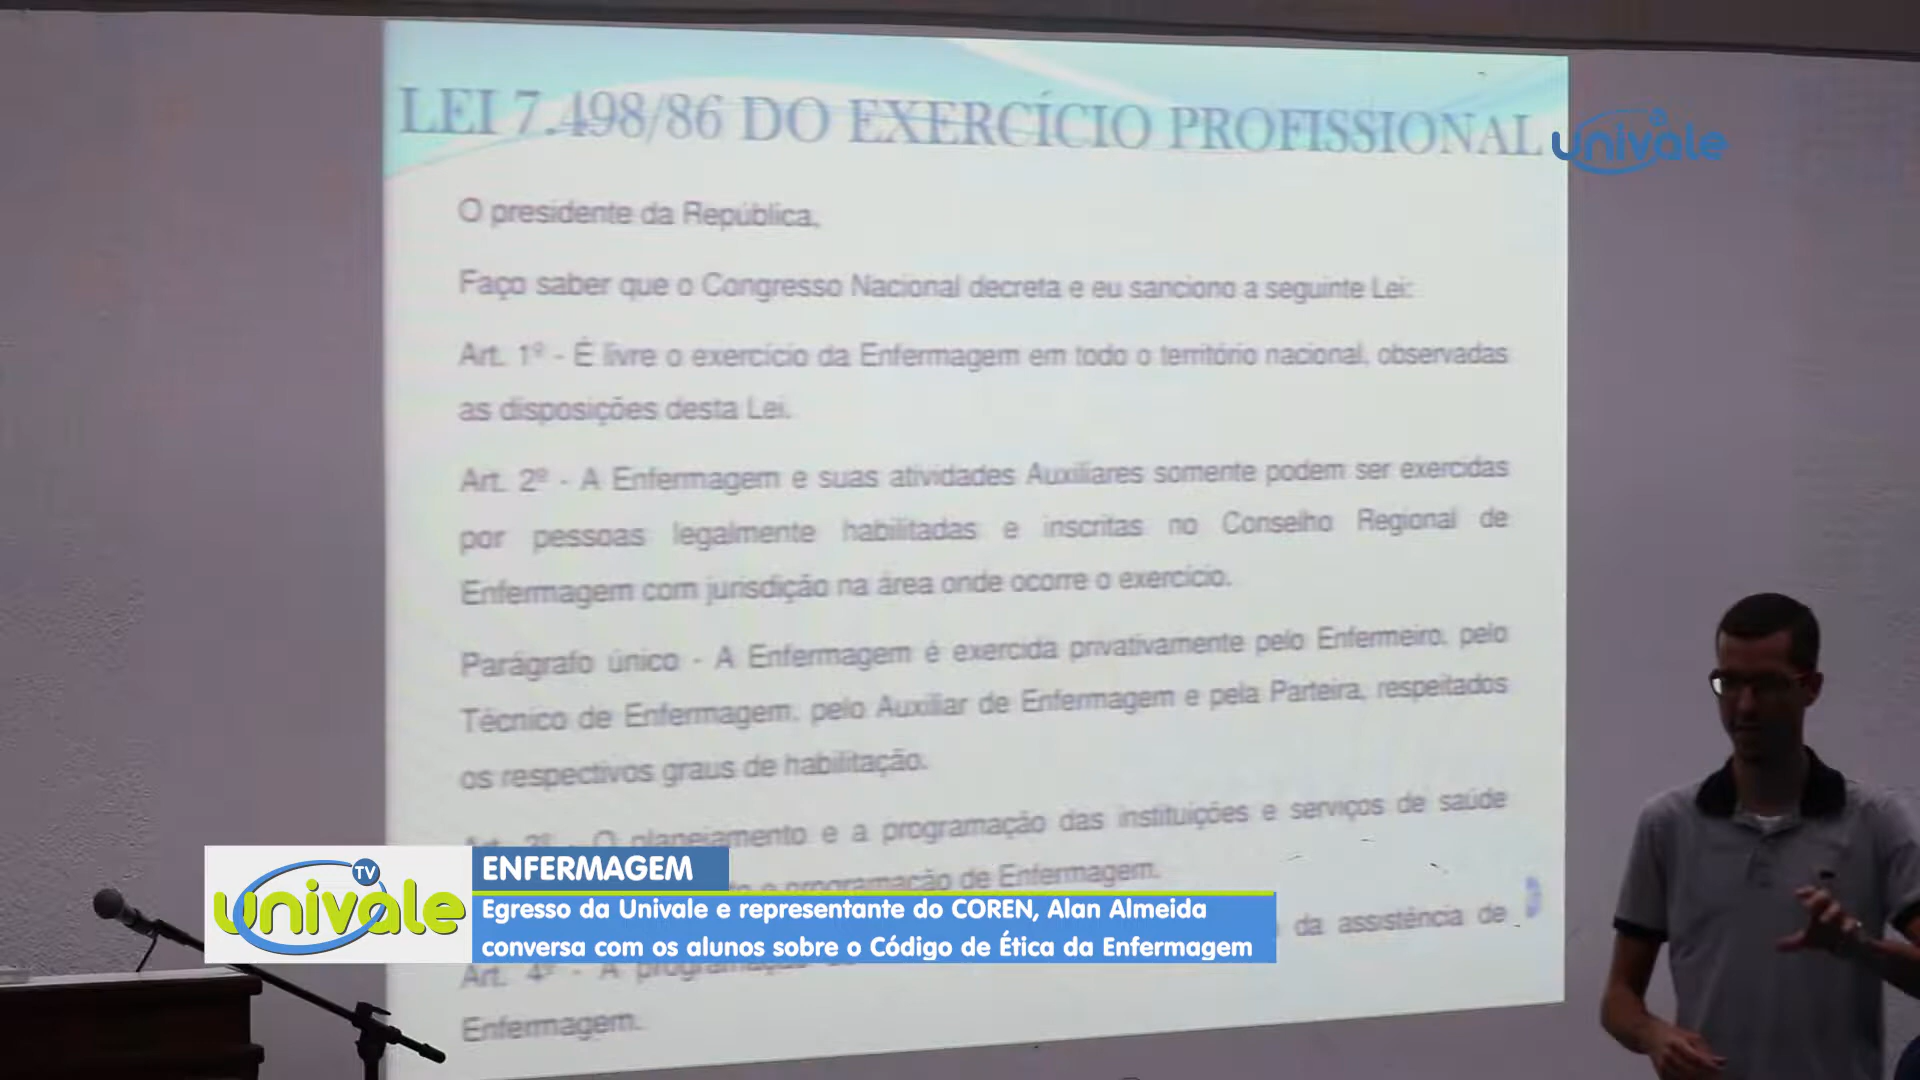 LEI 7.498/86 DO EXERCÍCIO PROFISSIONAL
univale
O presidente da República,
Faço saber que o Congresso Nacional decreta e eu sanciono a seguinte Lei:
Art. 1º - É livre o exercício da Enfermagem em todo o território nacional, observadas
as disposições desta Lei.
Art. 2º - A Enfermagem e suas atividades Auxiliares somente podem ser exercidas
por pessoas legalmente habilitadas e inscritas no Conselho Regional de
Enfermagem com jurisdição na área onde ocorre o exercício.
Parágrafo único - A Enfermagem é exercida privativamente pelo Enfermeiro, pelo
Técnico de Enfermagem, pelo Auxiliar de Enfermagem e pela Parteira, respeitados
os respectivos graus de habilitação.
Art. 3º - O planejamento e a programação das instituições e serviços de saúde
e programação de Enfermagem.
Art. 4º - A programação da assistência de
Enfermagem.
TV
univale
ENFERMAGEM
Egresso da Univale e representante do COREN, Alan Almeida
conversa com os alunos sobre o Código de Ética da Enfermagem